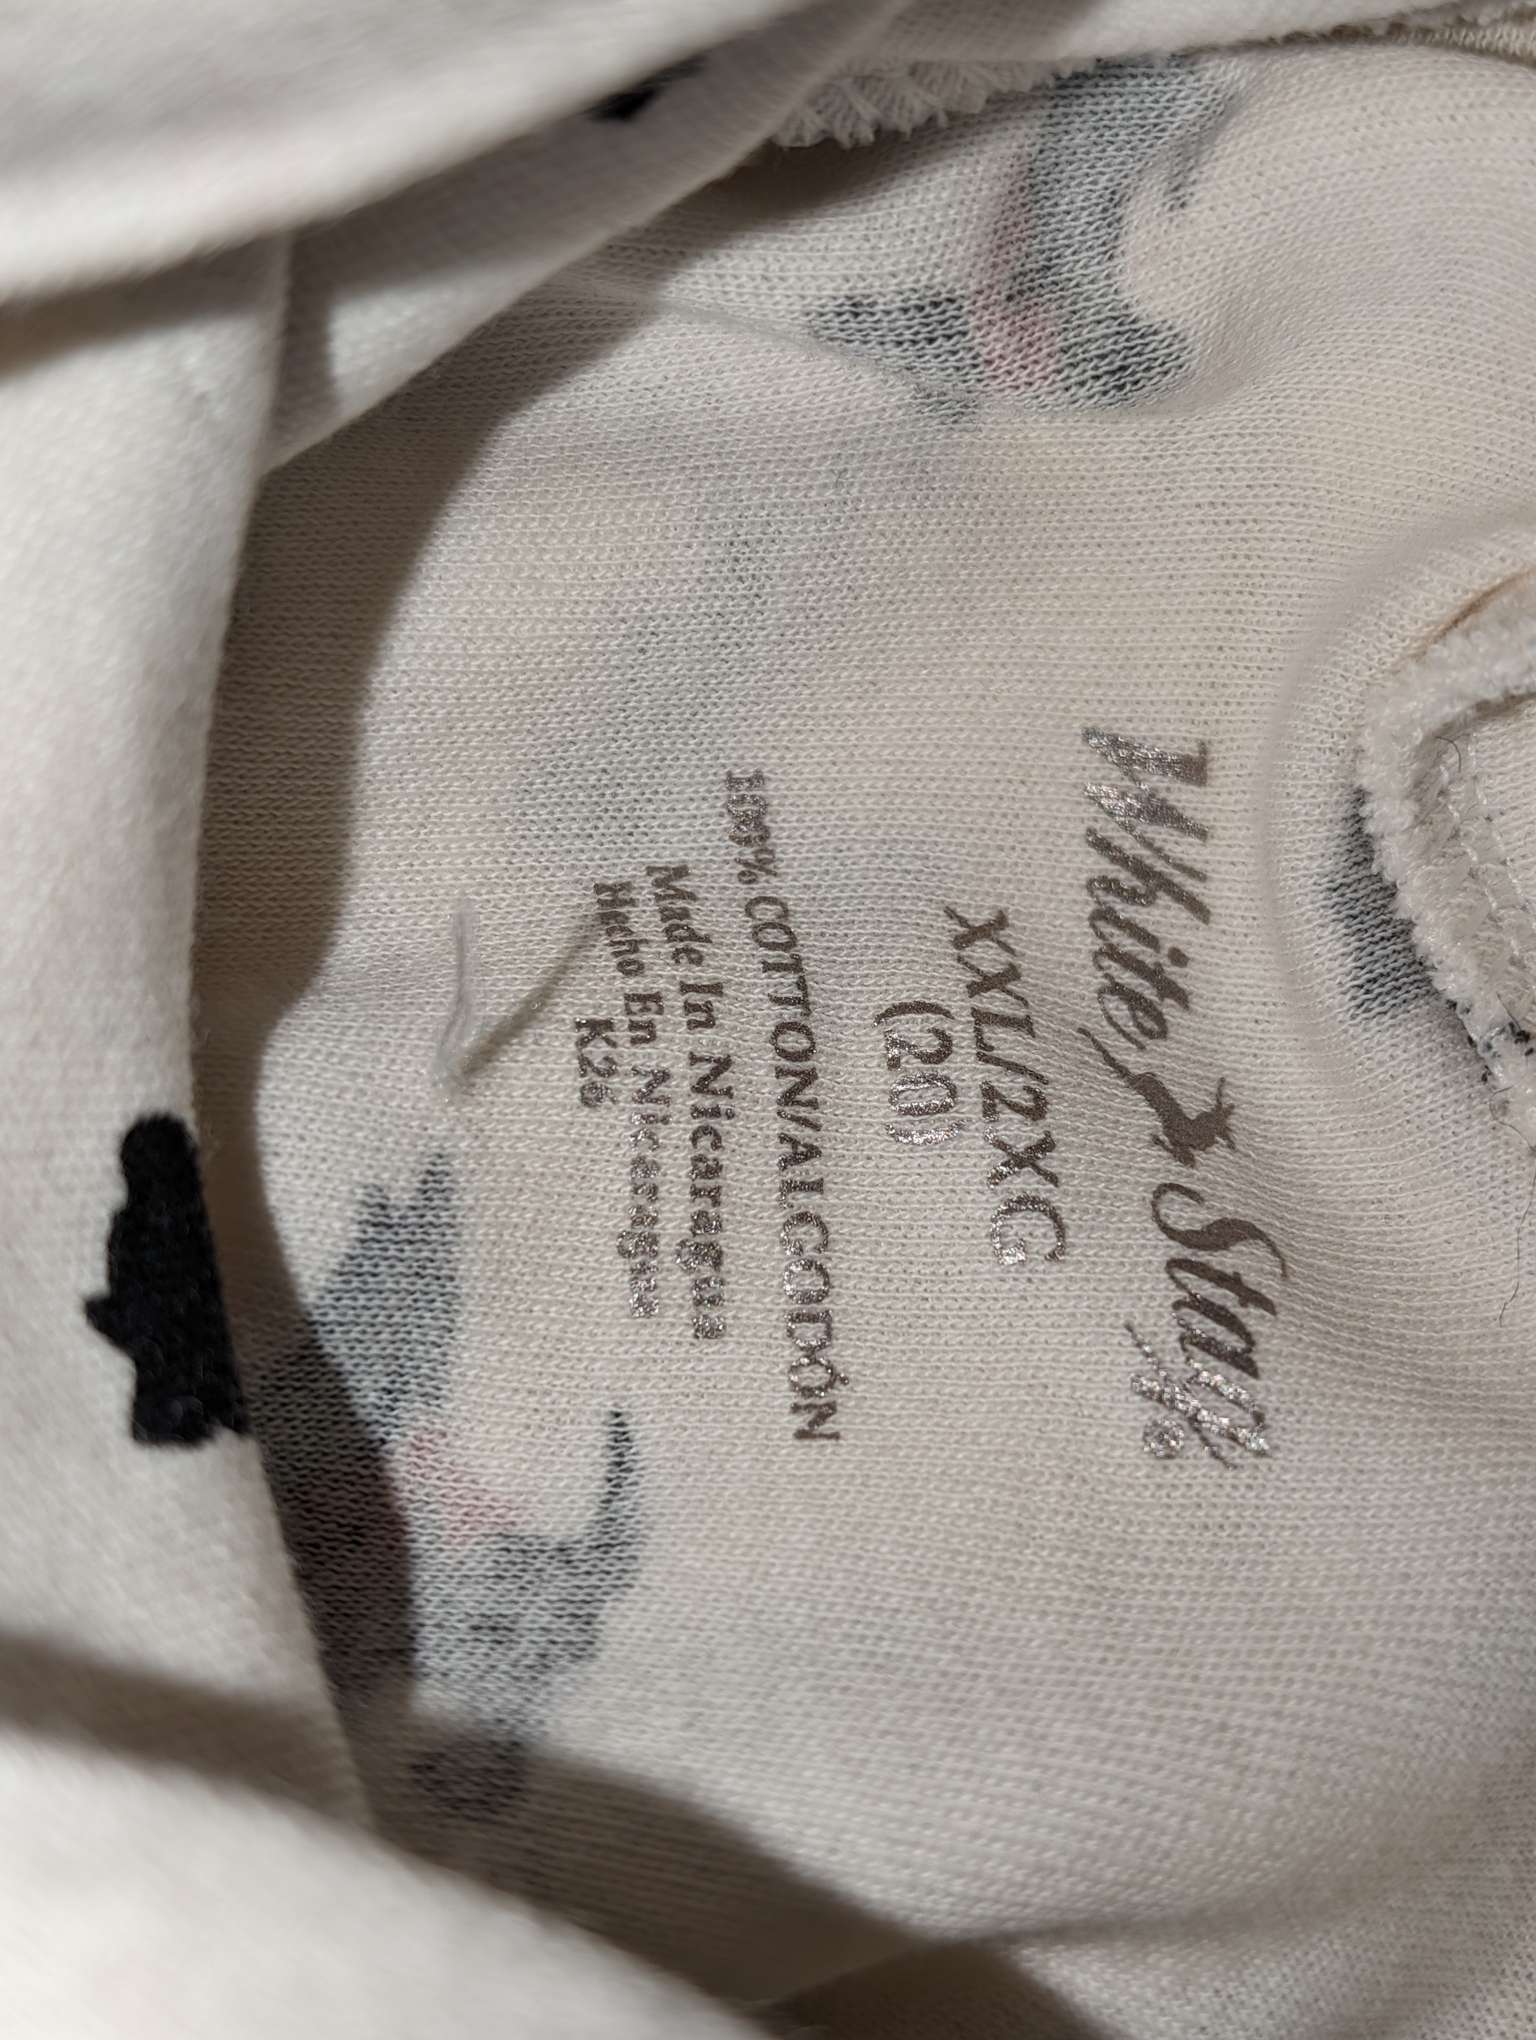 White Stag®
XXL/2XG
(20)
100% COTTON/ALGODÓN
Made In Nicaragua
Hecho En Nicaragua
K26